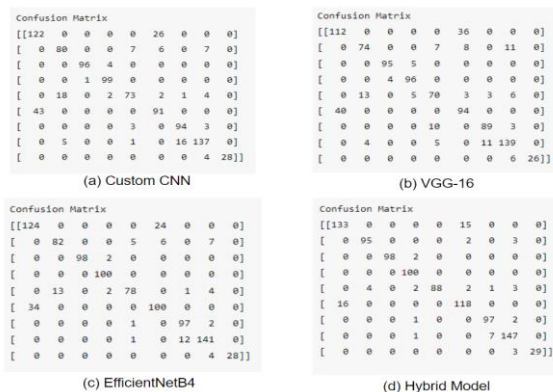 Confusion Matrix
[[122 0 0 0 0 26 0 0 0]
[ 0 80 0 0 7 6 0 7 0]
[ 0 0 96 4 0 0 0 0 0]
[ 0 0 1 99 0 0 0 0 0]
[ 0 18 0 2 73 2 1 4 0]
[ 43 0 0 0 0 91 0 0 0]
[ 0 0 0 0 3 0 94 3 0]
[ 0 5 0 0 1 0 16 137 0]
[ 0 0 0 0 0 0 0 4 28]]
(a) Custom CNN
Confusion Matrix
[[112 0 0 0 0 36 0 0 0]
[ 0 74 0 0 7 8 0 11 0]
[ 0 0 95 5 0 0 0 0 0]
[ 0 0 4 96 0 0 0 0 0]
[ 0 13 0 5 70 3 3 6 0]
[ 40 0 0 0 0 94 0 0 0]
[ 0 0 0 0 10 0 89 3 0]
[ 0 4 0 0 5 0 11 139 0]
[ 0 0 0 0 0 0 0 6 26]]
(b) VGG-16
Confusion Matrix
[[124 0 0 0 0 24 0 0 0]
[ 0 82 0 0 5 6 0 7 0]
[ 0 0 98 2 0 0 0 0 0]
[ 0 0 0 100 0 0 0 0 0]
[ 0 13 0 2 78 0 1 4 0]
[ 34 0 0 0 0 100 0 0 0]
[ 0 0 0 0 1 0 97 2 0]
[ 0 0 0 0 1 0 12 141 0]
[ 0 0 0 0 0 0 0 4 28]]
(c) EfficientNetB4
Confusion Matrix
[[133 0 0 0 0 15 0 0 0]
[ 0 95 0 0 0 2 0 3 0]
[ 0 0 98 2 0 0 0 0 0]
[ 0 0 0 100 0 0 0 0 0]
[ 0 4 0 2 88 2 1 3 0]
[ 16 0 0 0 0 118 0 0 0]
[ 0 0 0 0 1 0 97 2 0]
[ 0 0 0 0 1 0 7 147 0]
[ 0 0 0 0 0 0 0 3 29]]
(d) Hybrid Model